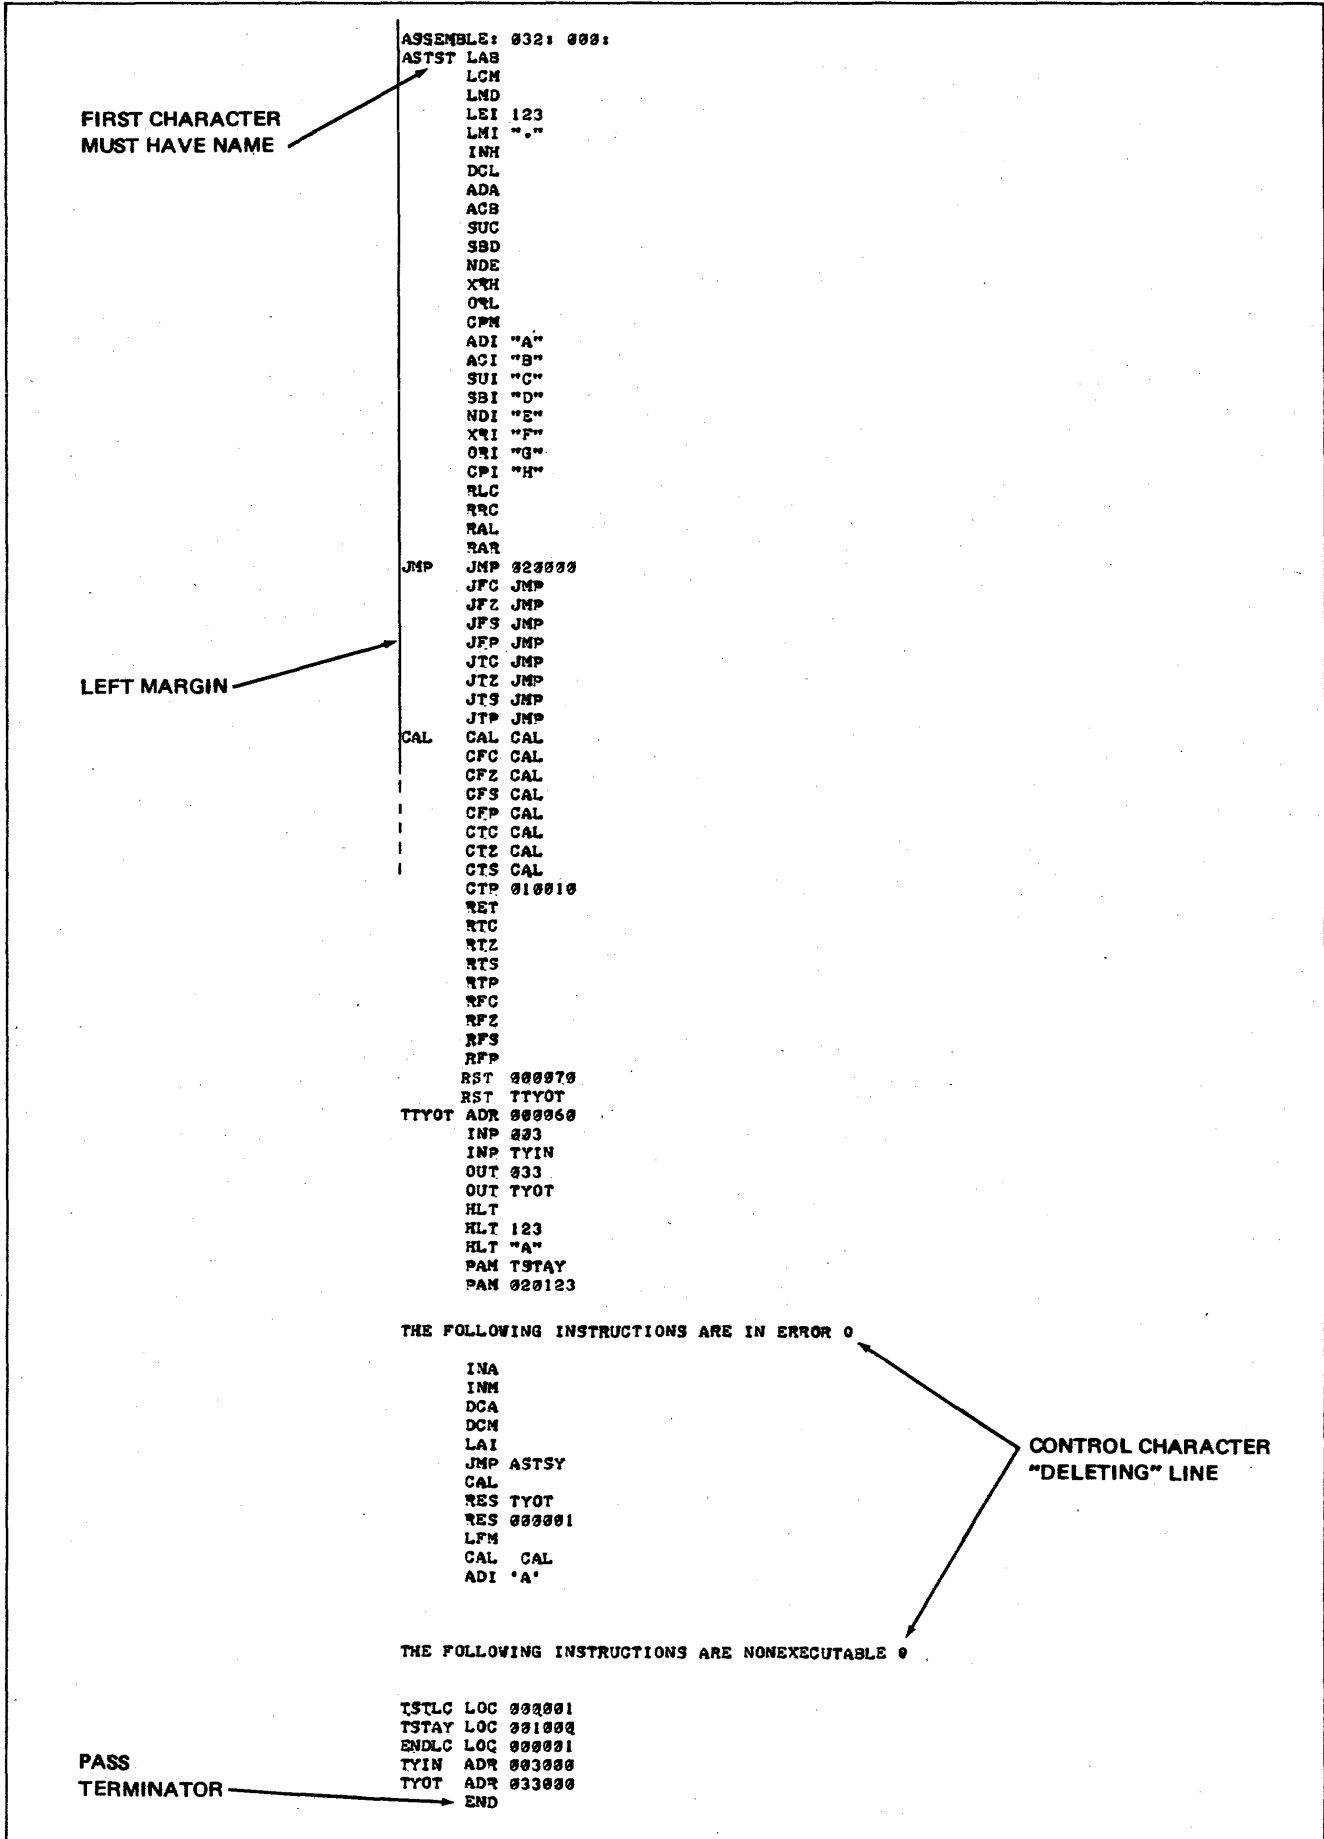 ASSEMBLE: 032: 000:
ASTST LAB
LCM
LMD
FIRST CHARACTER
MUST HAVE NAME
LEI 123
LMI "."
INH
DCL
ADA
ACB
SUC
SBD
NDE
XRH
ORL
CPM
ADI "A"
ACI "B"
SUI "C"
SBI "D"
NDI "E"
XRI "F"
ORI "G"
CPI "H"
RLC
RRC
RAL
RAR
JMP JMP 020000
JFC JMP
JFZ JMP
JFS JMP
JFP JMP
JTC JMP
JTZ JMP
LEFT MARGIN
JTS JMP
JTP JMP
CAL CAL CAL
CFC CAL
CFZ CAL
CFS CAL
CFP CAL
CTC CAL
CTZ CAL
CTS CAL
CTP 010010
RET
RTC
RTZ
RTS
RTP
RFC
RFZ
RFS
RFP
RST 000070
RST TTYOT
TTYOT ADR 000060
INP 003
INP TYIN
OUT 033
OUT TYOT
HLT
HLT 123
HLT "A"
PAM TSTAY
PAM 020123
THE FOLLOWING INSTRUCTIONS ARE IN ERROR @
INA
INM
DCA
DCM
LAI
JMP ASTSY
CAL
RES TYOT
RES 000001
LFM
CAL CAL
ADI 'A'
CONTROL CHARACTER
"DELETING" LINE
THE FOLLOWING INSTRUCTIONS ARE NONEXECUTABLE @
TSTLC LOC 000001
TSTAY LOC 001000
ENDLC LOC 000001
TYIN ADR 003000
TYOT ADR 033000
END
PASS
TERMINATOR